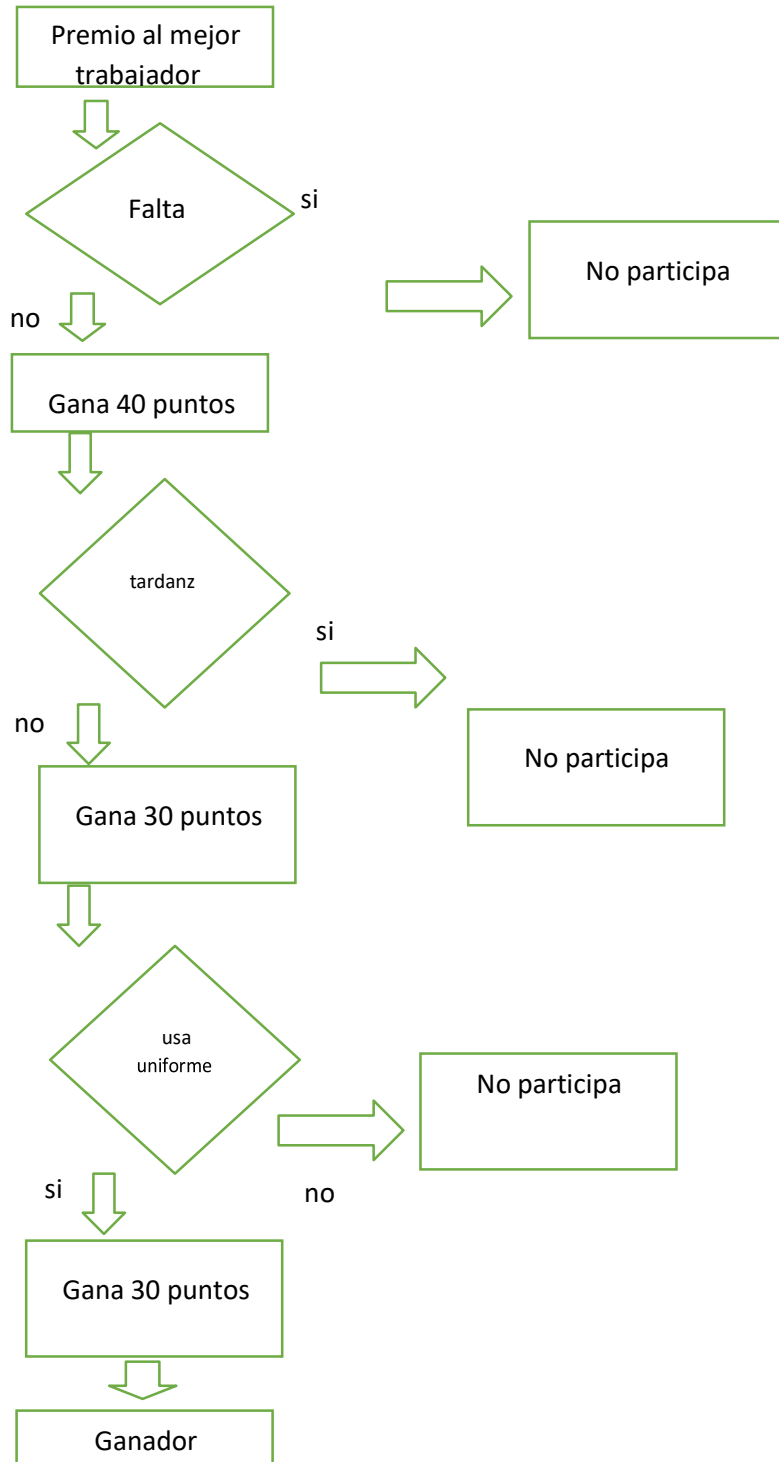 Premio al mejor
trabajador
Falta
si
No participa
no
Gana 40 puntos
tardanz
si
no
No participa
Gana 30 puntos
usa
uniforme
No participa
si
no
Gana 30 puntos
Ganador